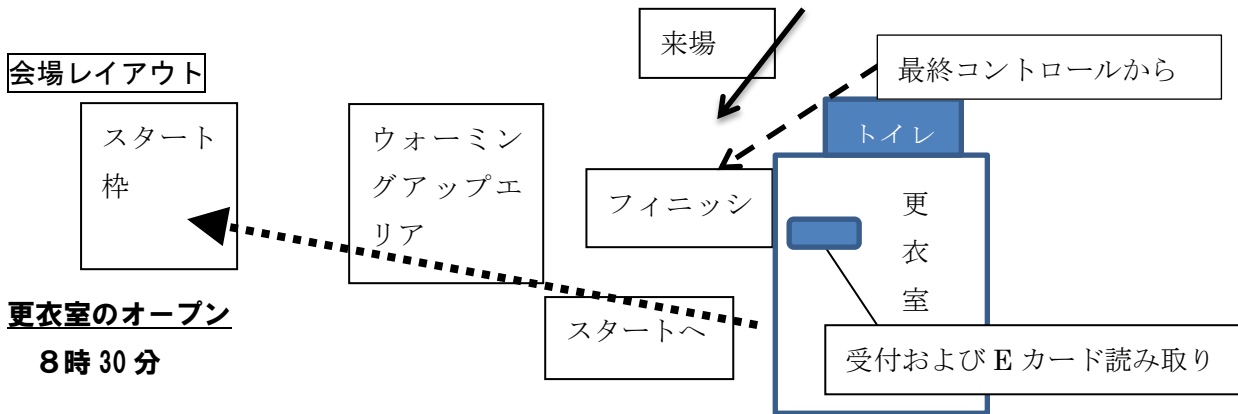 来場
会場レイアウト
最終コントロールから
スタート
枠
ウォーミン
グアップエ
リア
トイレ
フィニッシ
更
衣
室
スタートへ
受付および E カード読み取り
更衣室のオープン
８時 30 分